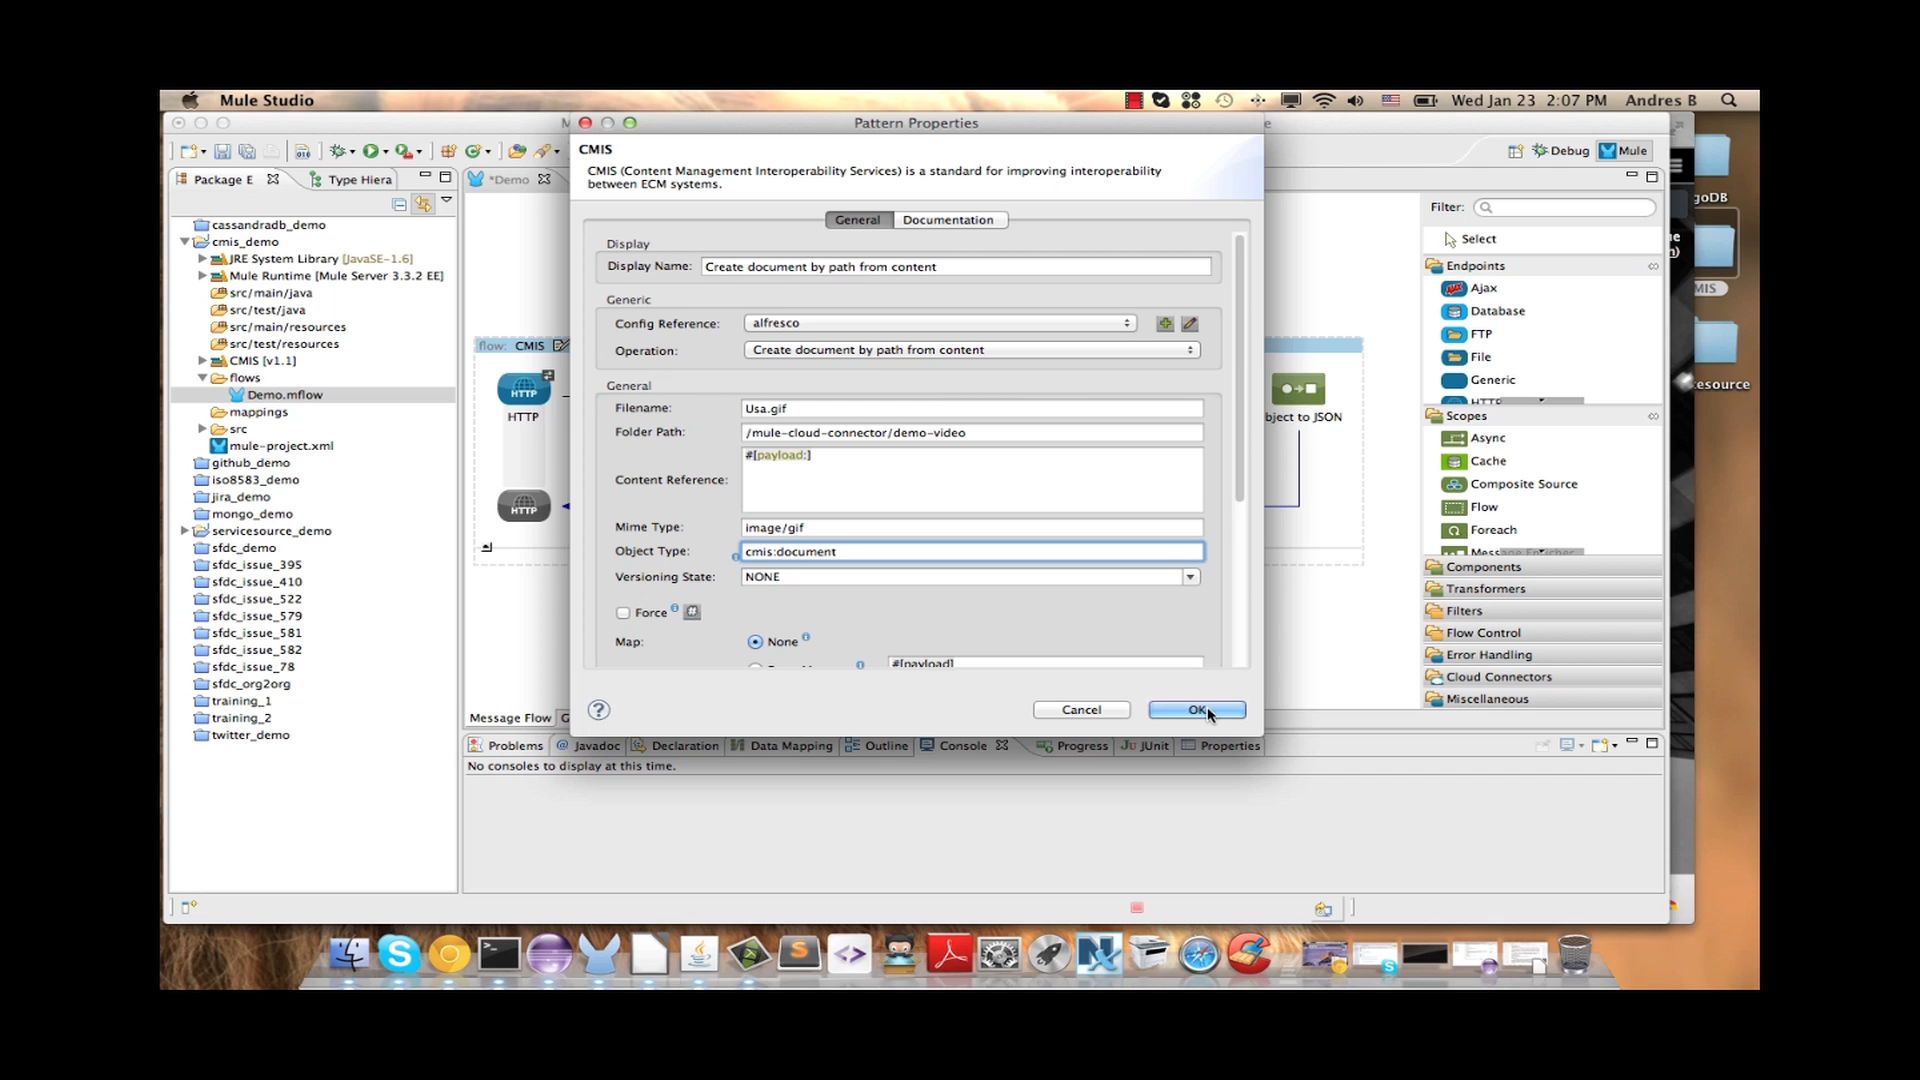 Mule Studio
Wed Jan 23 2:07 PM Andres B
Pattern Properties
CMIS
CMIS (Content Management Interoperability Services) is a standard for improving interoperability
between ECM systems.
General Documentation
Display
Display Name: Create document by path from content
Generic
Config Reference: alfresco
Operation: Create document by path from content
General
Filename: Usa.gif
Folder Path: /mule-cloud-connector/demo-video
Content Reference: #[payload:]
Mime Type: image/gif
Object Type: cmis:document
Versioning State: NONE
Force
Map: None
#[payload]
Cancel OK
Package E Type Hiera
cassandradb_demo
cmis_demo
JRE System Library [JavaSE-1.6]
Mule Runtime [Mule Server 3.3.2 EE]
src/main/java
src/test/java
src/main/resources
src/test/resources
CMIS [v1.1]
flows
Demo.mflow
mappings
src
mule-project.xml
github_demo
iso8583_demo
jira_demo
mongo_demo
servicesource_demo
sfdc_demo
sfdc_issue_395
sfdc_issue_410
sfdc_issue_522
sfdc_issue_579
sfdc_issue_581
sfdc_issue_582
sfdc_issue_78
sfdc_org2org
training_1
training_2
twitter_demo
*Demo
flow: CMIS
HTTP
HTTP
HTTP
bject to JSON
Message Flow G
Debug Mule
Filter:
Select
Endpoints
Ajax
Database
FTP
File
Generic
HTTP
Scopes
Async
Cache
Composite Source
Flow
Foreach
Message Enricher
Components
Transformers
Filters
Flow Control
Error Handling
Cloud Connectors
Miscellaneous
Problems Javadoc Declaration Data Mapping Outline Console Progress JUnit Properties
No consoles to display at this time.
goDB
MIS
esource